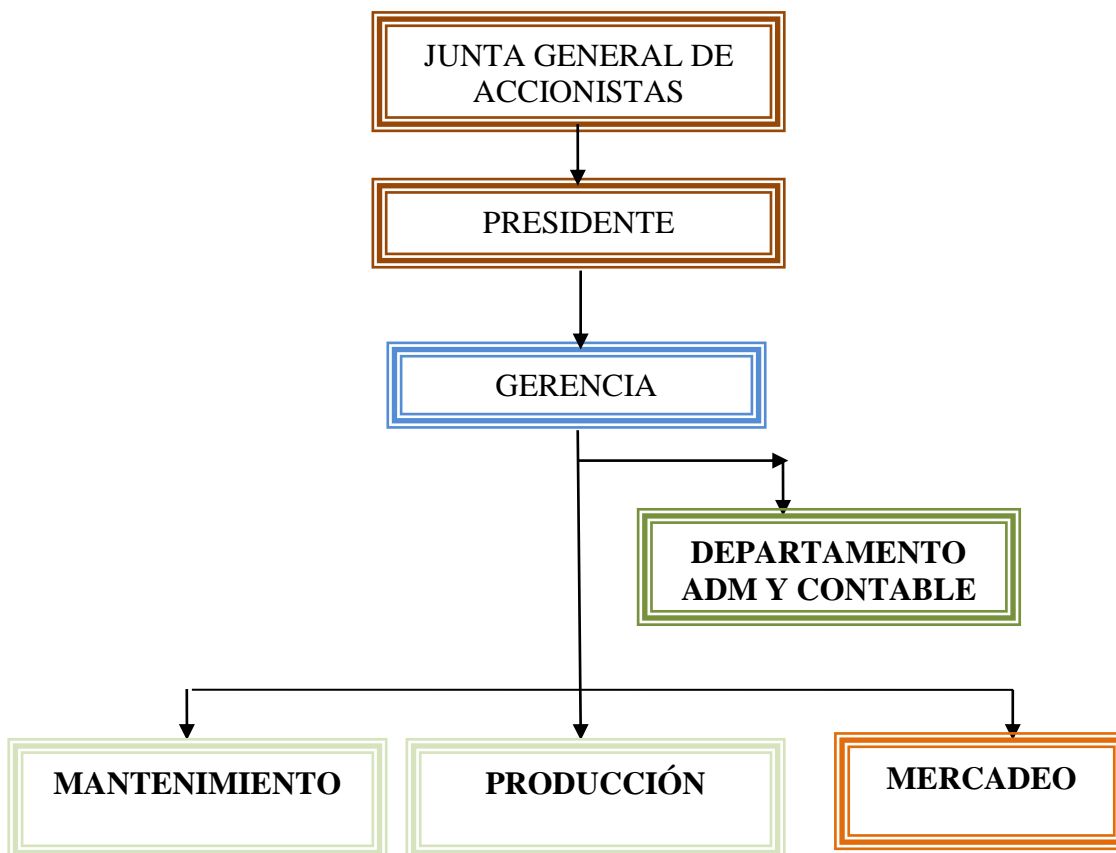 JUNTA GENERAL DE
ACCIONISTAS
PRESIDENTE
GERENCIA
DEPARTAMENTO
ADM Y CONTABLE
MANTENIMIENTO
PRODUCCIÓN
MERCADEO